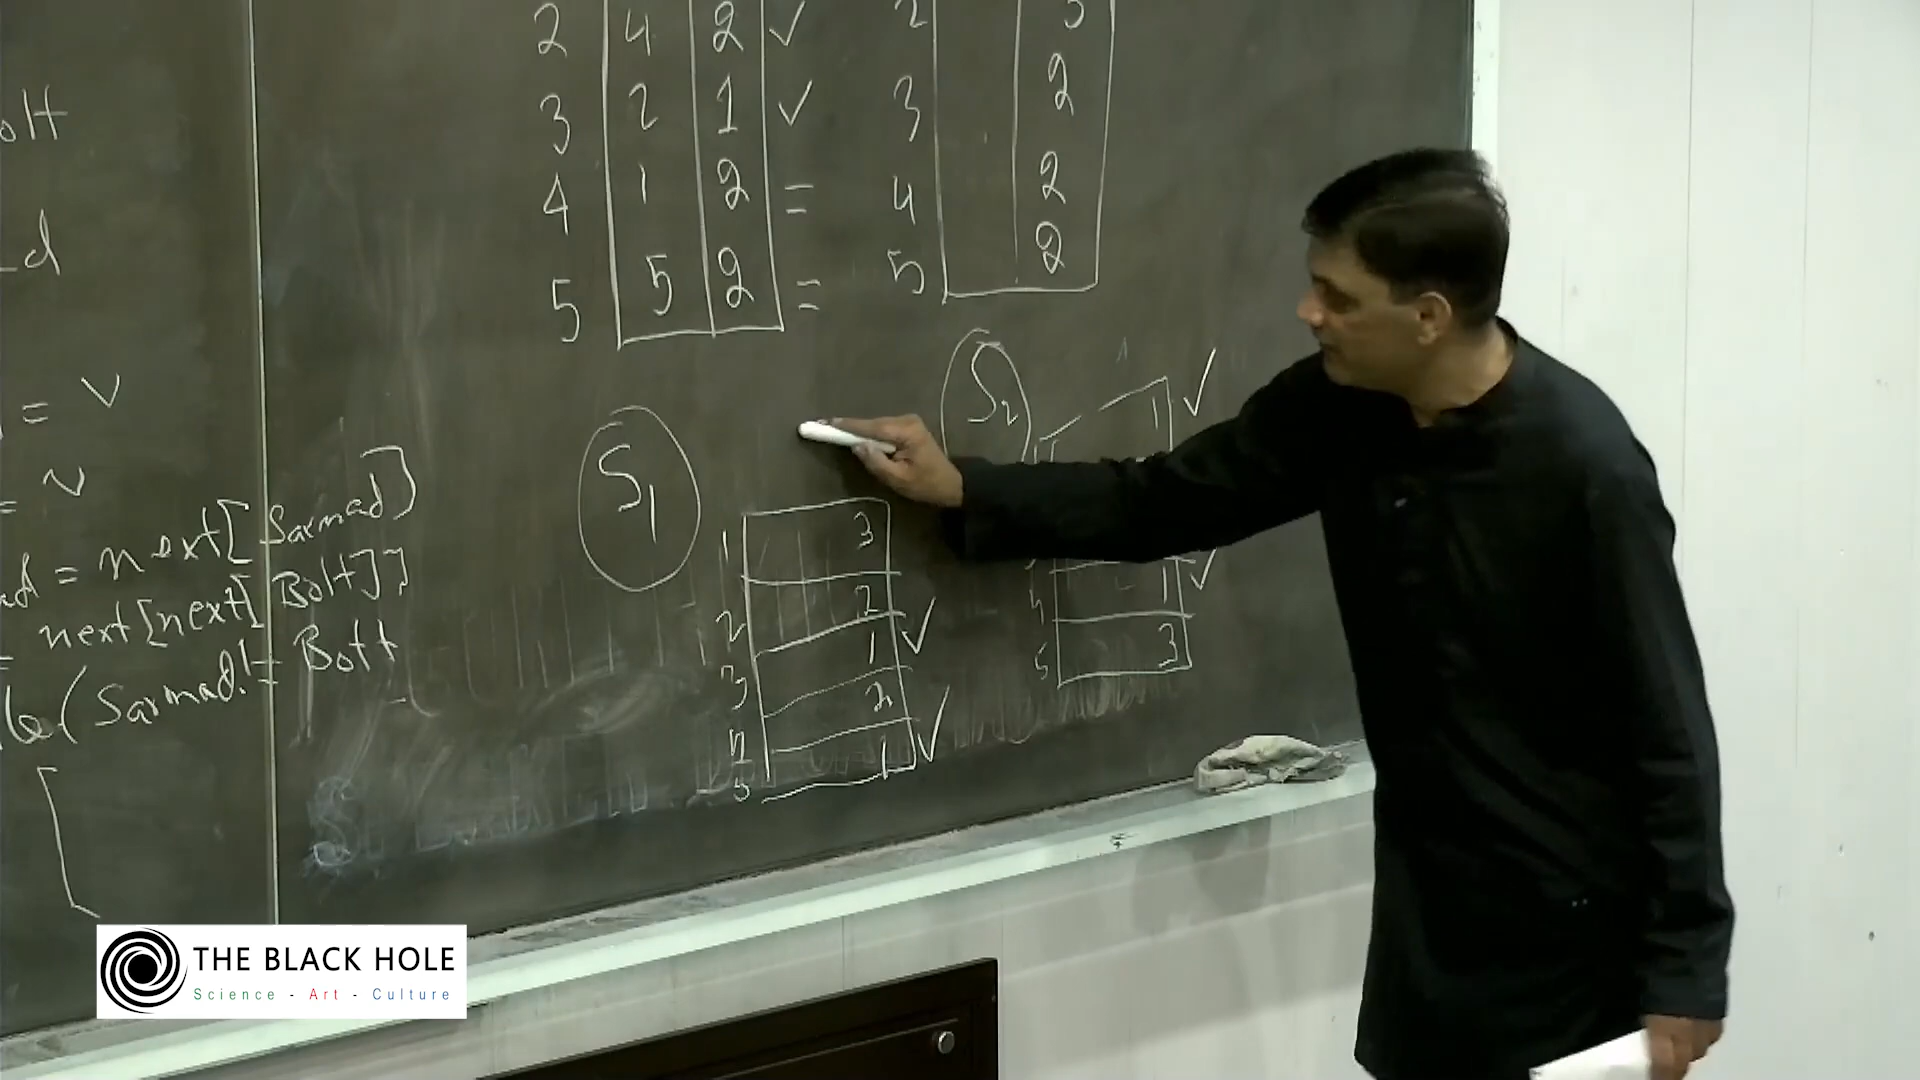 2 4 2 ✓
3 2 1 ✓
4 1 2 =
5 5 2 =
2 3
3 2
4 2
5 2
olt
d
= v
= v
= next[Sarmad]
next[next[Bolt]]
(Sarmad != Bolt
S1
1 3
2 2
3 1 ✓
4 2
5 1 ✓
S2
1 ✓
4 1 ✓
5 3
THE BLACK HOLE
Science - Art - Culture